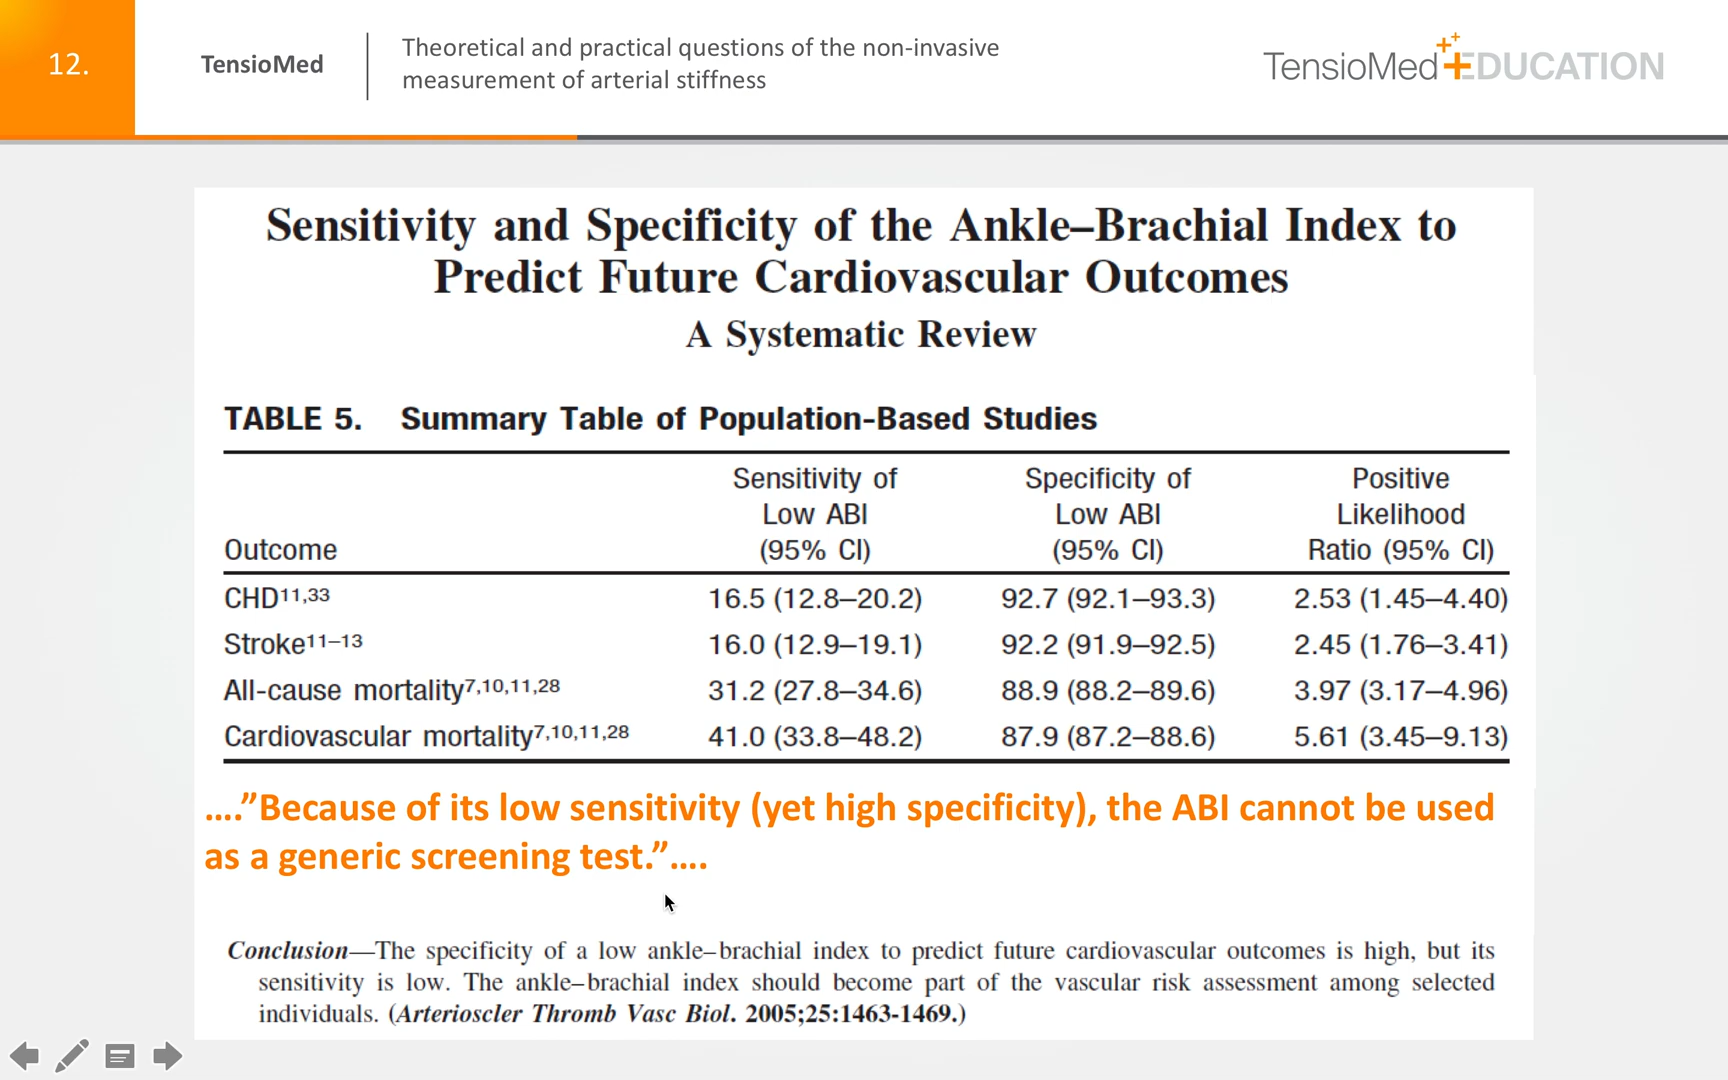 12.
TensioMed
Theoretical and practical questions of the non-invasive
measurement of arterial stiffness
TensioMed EDUCATION
Sensitivity and Specificity of the Ankle–Brachial Index to
Predict Future Cardiovascular Outcomes
A Systematic Review
TABLE 5. Summary Table of Population-Based Studies
Outcome Sensitivity of Low ABI (95% CI) Specificity of Low ABI (95% CI) Positive Likelihood Ratio (95% CI)
CHD11,33 16.5 (12.8–20.2) 92.7 (92.1–93.3) 2.53 (1.45–4.40)
Stroke11–13 16.0 (12.9–19.1) 92.2 (91.9–92.5) 2.45 (1.76–3.41)
All-cause mortality7,10,11,28 31.2 (27.8–34.6) 88.9 (88.2–89.6) 3.97 (3.17–4.96)
Cardiovascular mortality7,10,11,28 41.0 (33.8–48.2) 87.9 (87.2–88.6) 5.61 (3.45–9.13)
....”Because of its low sensitivity (yet high specificity), the ABI cannot be used
as a generic screening test.”....
Conclusion—The specificity of a low ankle–brachial index to predict future cardiovascular outcomes is high, but its
sensitivity is low. The ankle–brachial index should become part of the vascular risk assessment among selected
individuals. (Arterioscler Thromb Vasc Biol. 2005;25:1463-1469.)